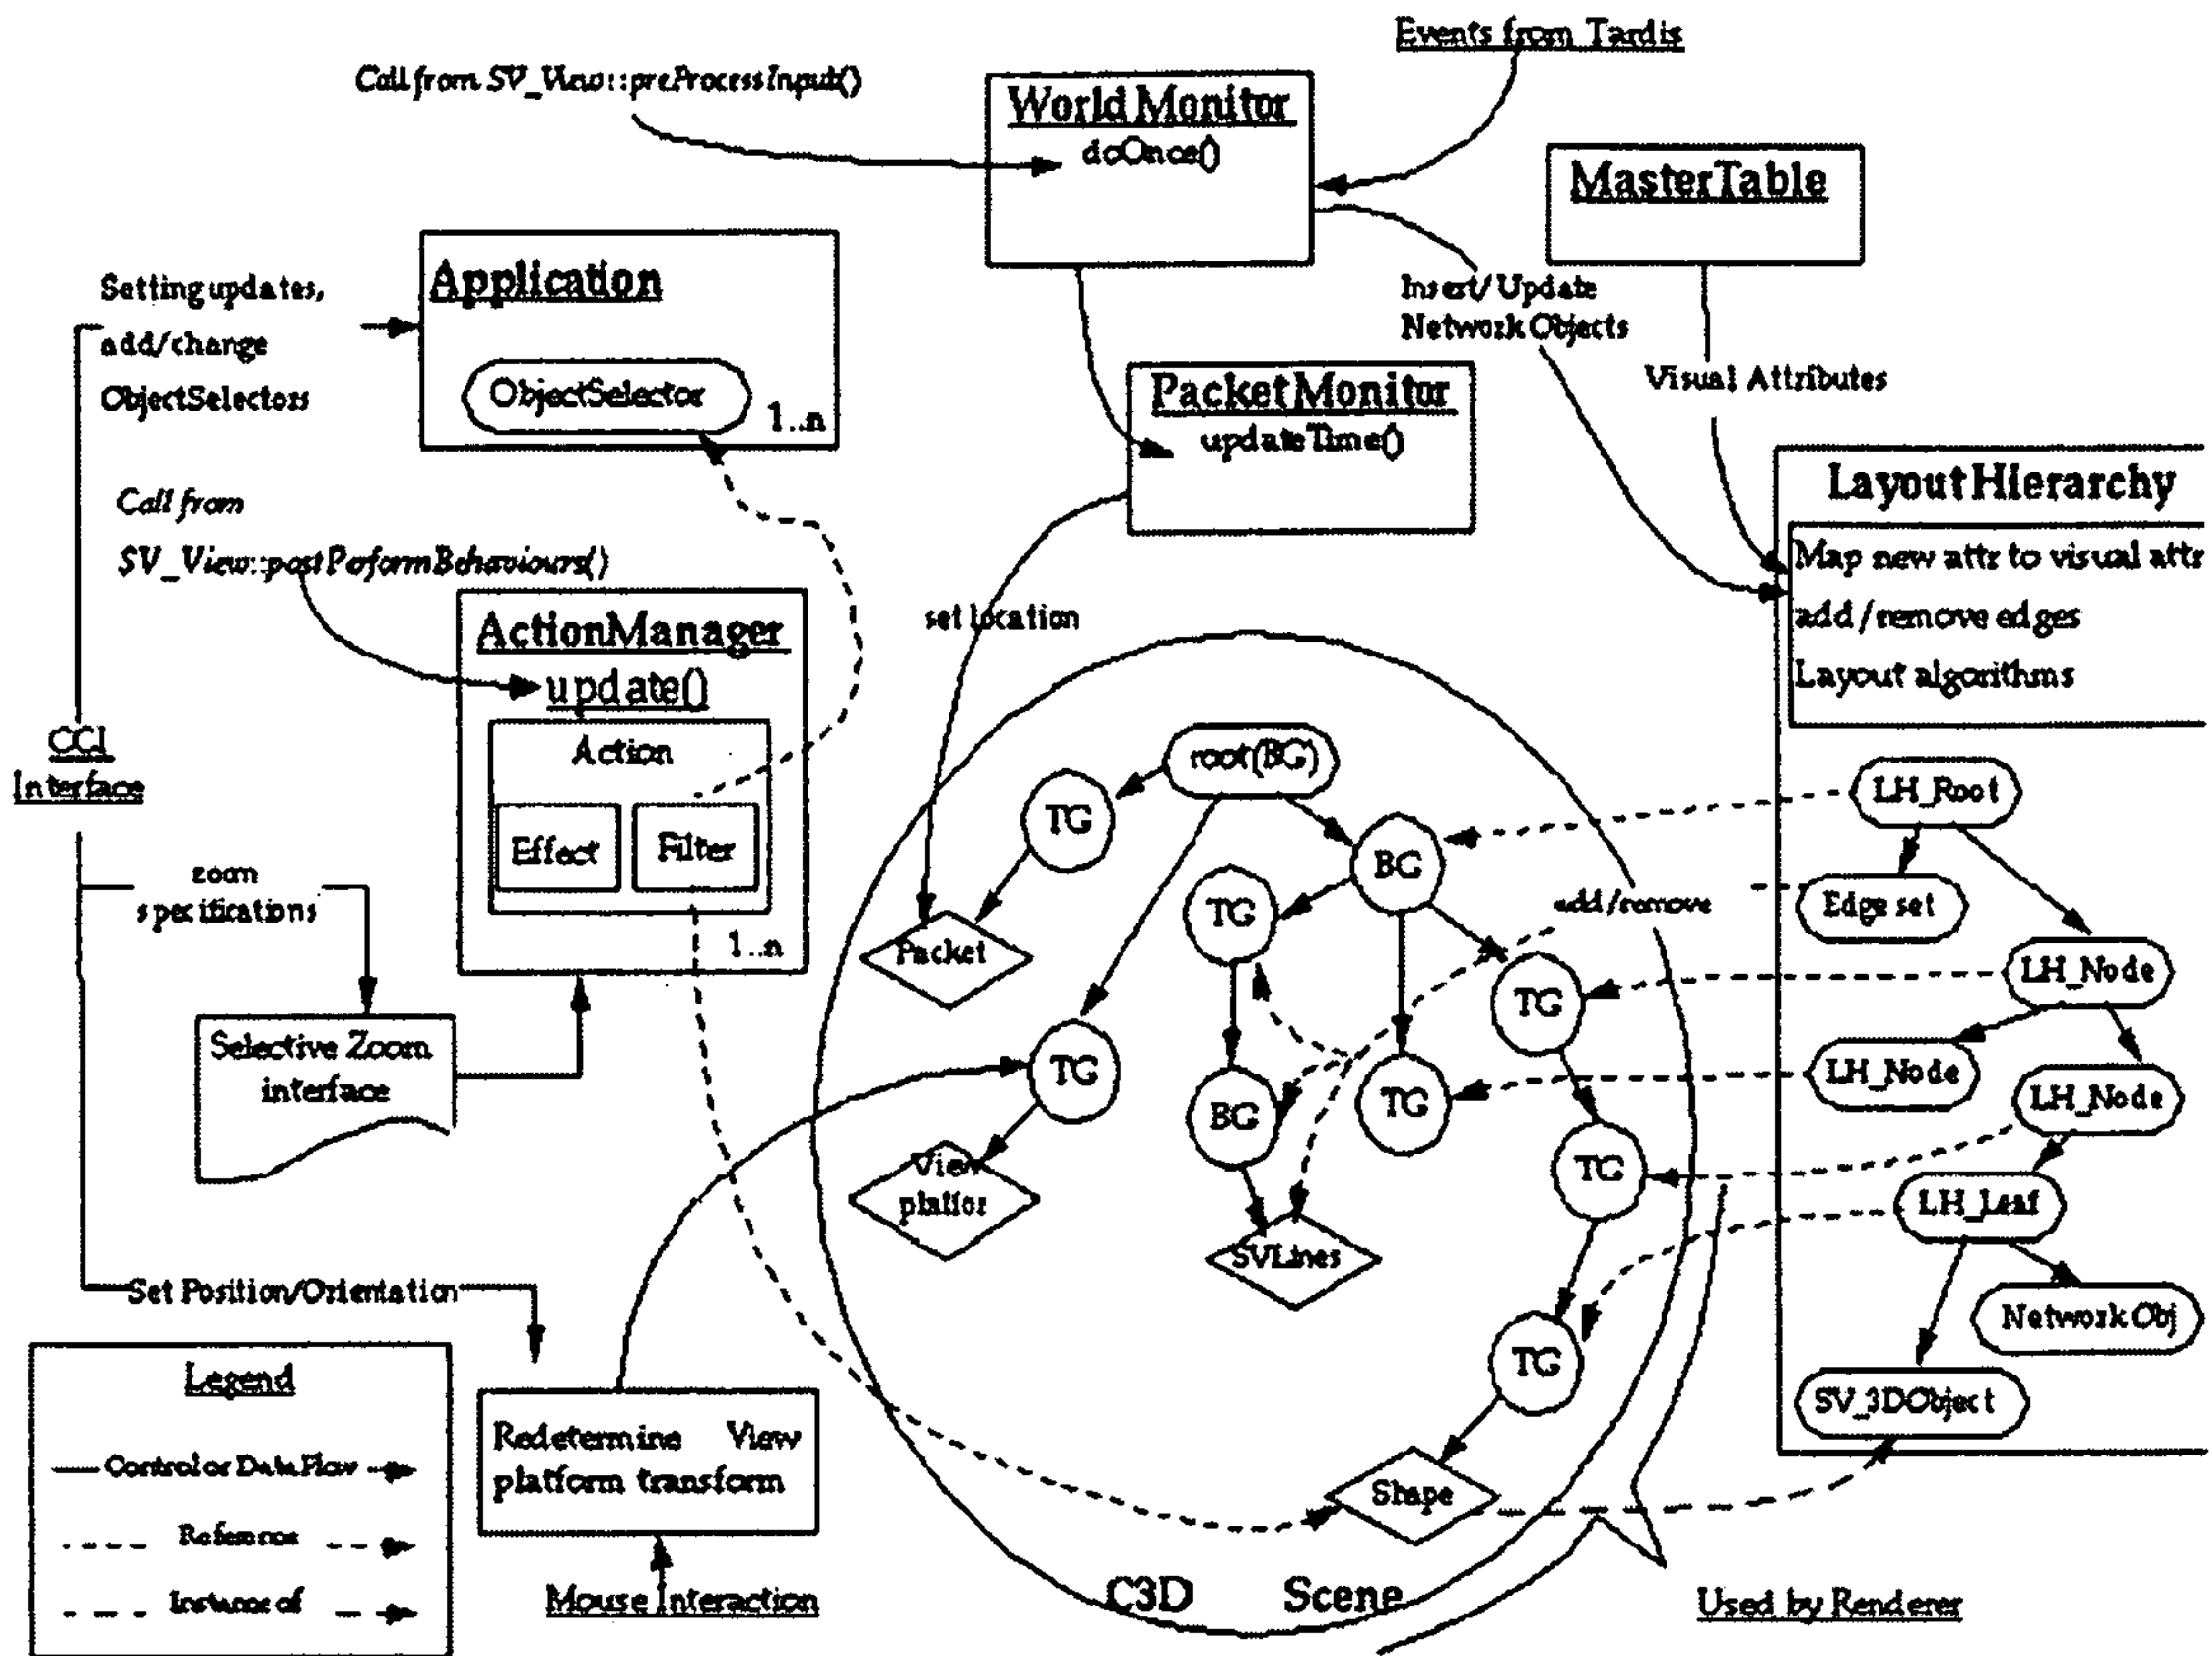 Events from Tardis
Call from SV_View::preProcessInput()
World Monitor
doOnce()
MasterTable
Setting updates,
add/change
ObjectSelectors
Application
ObjectSelector
1..n
Insert/Update
Network Objects
Visual Attributes
PacketMonitor
updateTime()
Call from
SV_View::postPerformBehaviours()
LayoutHierarchy
Map new attr to visual attr
add/remove edges
Layout algorithms
ActionManager
update()
Action
Effect
Filter
1..n
set location
CCI
Interface
root(BG)
TG
BG
TG
TG
Packet
add/remove
LH_Root
Edge set
LH_Node
LH_Node
LH_Node
LH_Leaf
Network Obj
SV_3DObject
zoom
specifications
Selective Zoom
interface
TG
BG
TG
TG
View
platfor
SVLines
TG
Shape
Set Position/Orientation
Redetermine View
platform transform
Mouse Interaction
C3D Scene
Used by Renderer
Legend
Control or Data Flow
Reference
Instance of